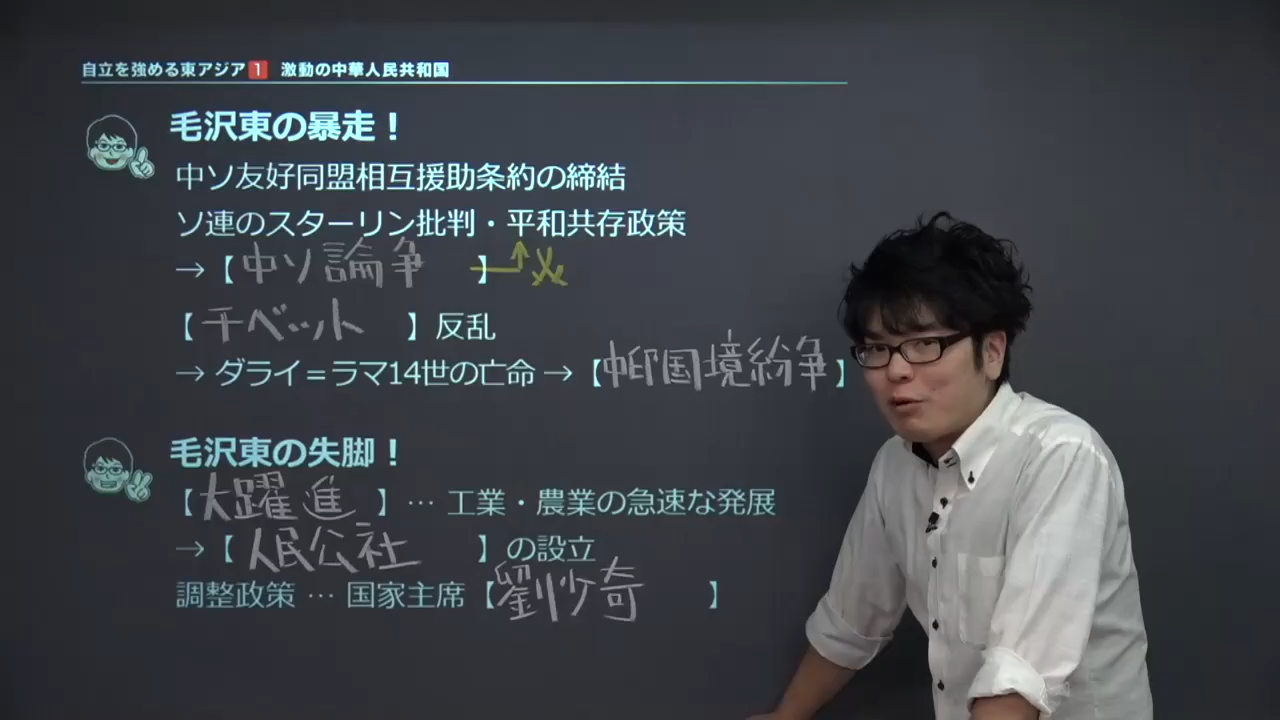 自立を強める東アジア1 激動の中華人民共和国
毛沢東の暴走！
中ソ友好同盟相互援助条約の締結
ソ連のスターリン批判・平和共存政策
→【中ソ論争】
【チベット】反乱
→ ダライ＝ラマ14世の亡命 →【中印国境紛争】
毛沢東の失脚！
【大躍進】… 工業・農業の急速な発展
→【人民公社】の設立
調整政策 … 国家主席【劉少奇】